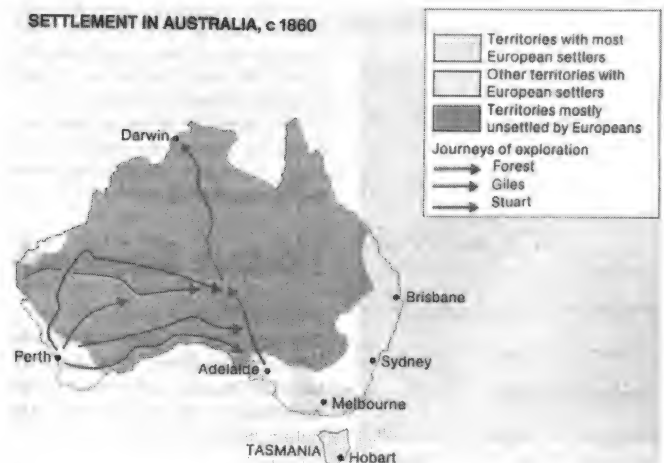 SETTLEMENT IN AUSTRALIA, c 1860
Territories with most
European settlers
Other territories with
European settlers
Territories mostly
unsettled by Europeans
Journeys of exploration
Forest
Giles
Stuart
Darwin
Brisbane
Perth
Adelaide
Sydney
Melbourne
TASMANIA
Hobart